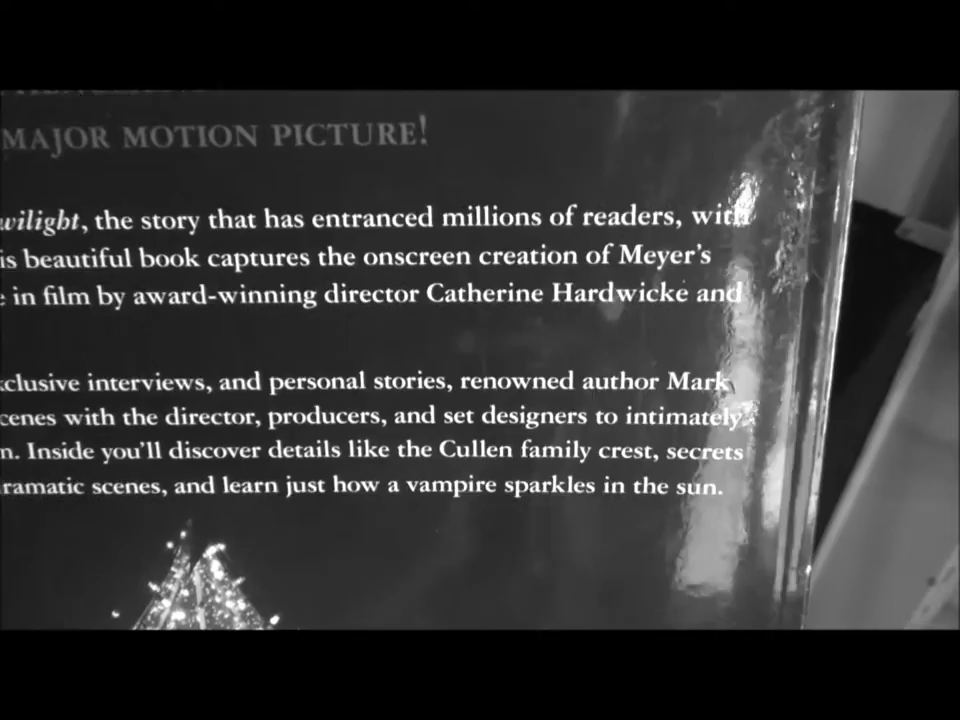 MAJOR MOTION PICTURE!
wilight, the story that has entranced millions of readers, with
is beautiful book captures the onscreen creation of Meyer's
in film by award-winning director Catherine Hardwicke and
xclusive interviews, and personal stories, renowned author Mark
cenes with the director, producers, and set designers to intimately
n. Inside you'll discover details like the Cullen family crest, secrets
ramatic scenes, and learn just how a vampire sparkles in the sun.